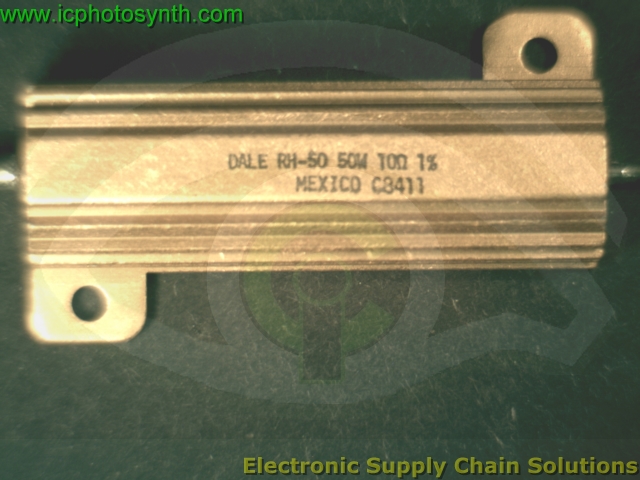 www.icphotosynth.com
DALE RH-50 50W 10Ω 1%
MEXICO C8411
Electronic Supply Chain Solutions